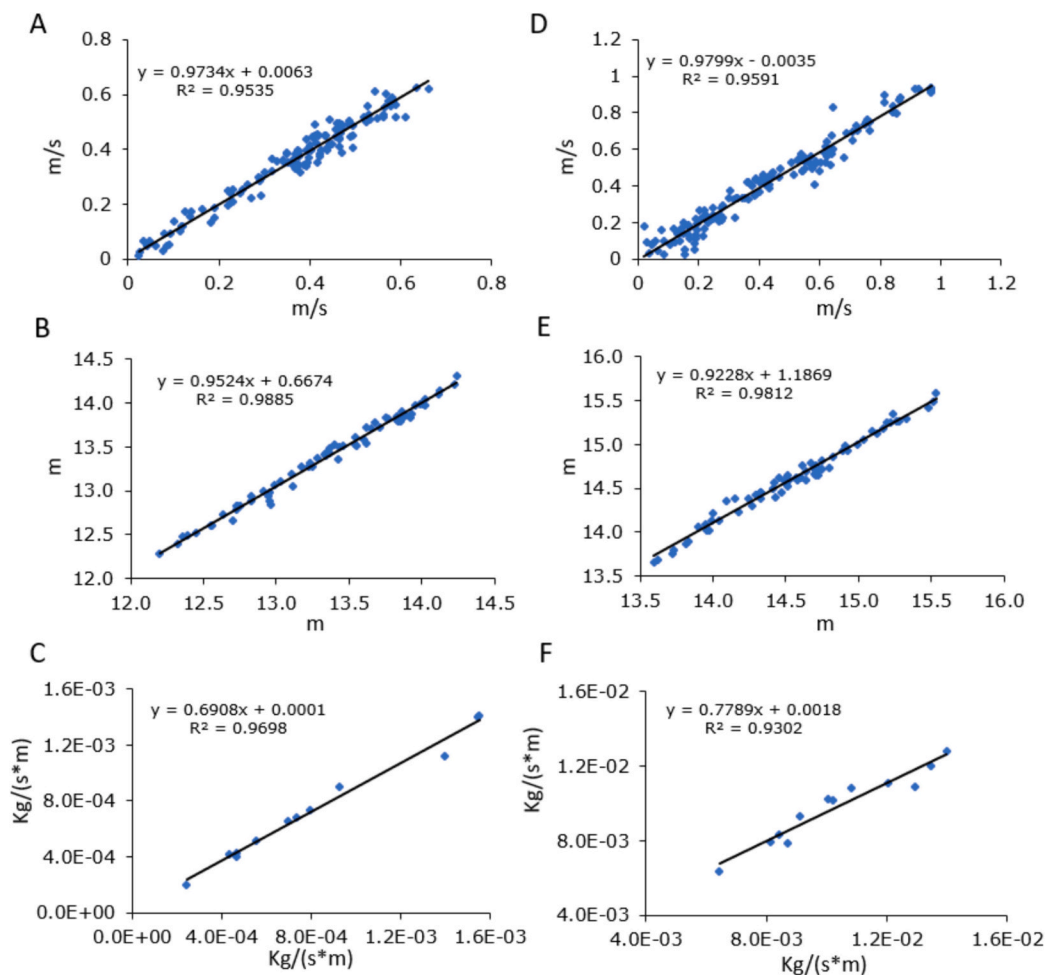 A
0.8
y = 0.9734x + 0.0063
R² = 0.9535
0.6
m/s
0.4
0.2
0
0 0.2 0.4 0.6 0.8
m/s
D
1.2
y = 0.9799x - 0.0035
R² = 0.9591
1
0.8
m/s
0.6
0.4
0.2
0
0 0.2 0.4 0.6 0.8 1 1.2
m/s
B
14.5
y = 0.9524x + 0.6674
R² = 0.9885
14.0
13.5
m
13.0
12.5
12.0
12.0 12.5 13.0 13.5 14.0 14.5
m
E
16.0
y = 0.9228x + 1.1869
R² = 0.9812
15.5
15.0
m
14.5
14.0
13.5
13.5 14.0 14.5 15.0 15.5 16.0
m
C
1.6E-03
y = 0.6908x + 0.0001
R² = 0.9698
1.2E-03
Kg/(s*m)
8.0E-04
4.0E-04
0.0E+00
0.0E+00 4.0E-04 8.0E-04 1.2E-03 1.6E-03
Kg/(s*m)
F
1.6E-02
y = 0.7789x + 0.0018
R² = 0.9302
1.2E-02
Kg/(s*m)
8.0E-03
4.0E-03
4.0E-03 8.0E-03 1.2E-02 1.6E-02
Kg/(s*m)